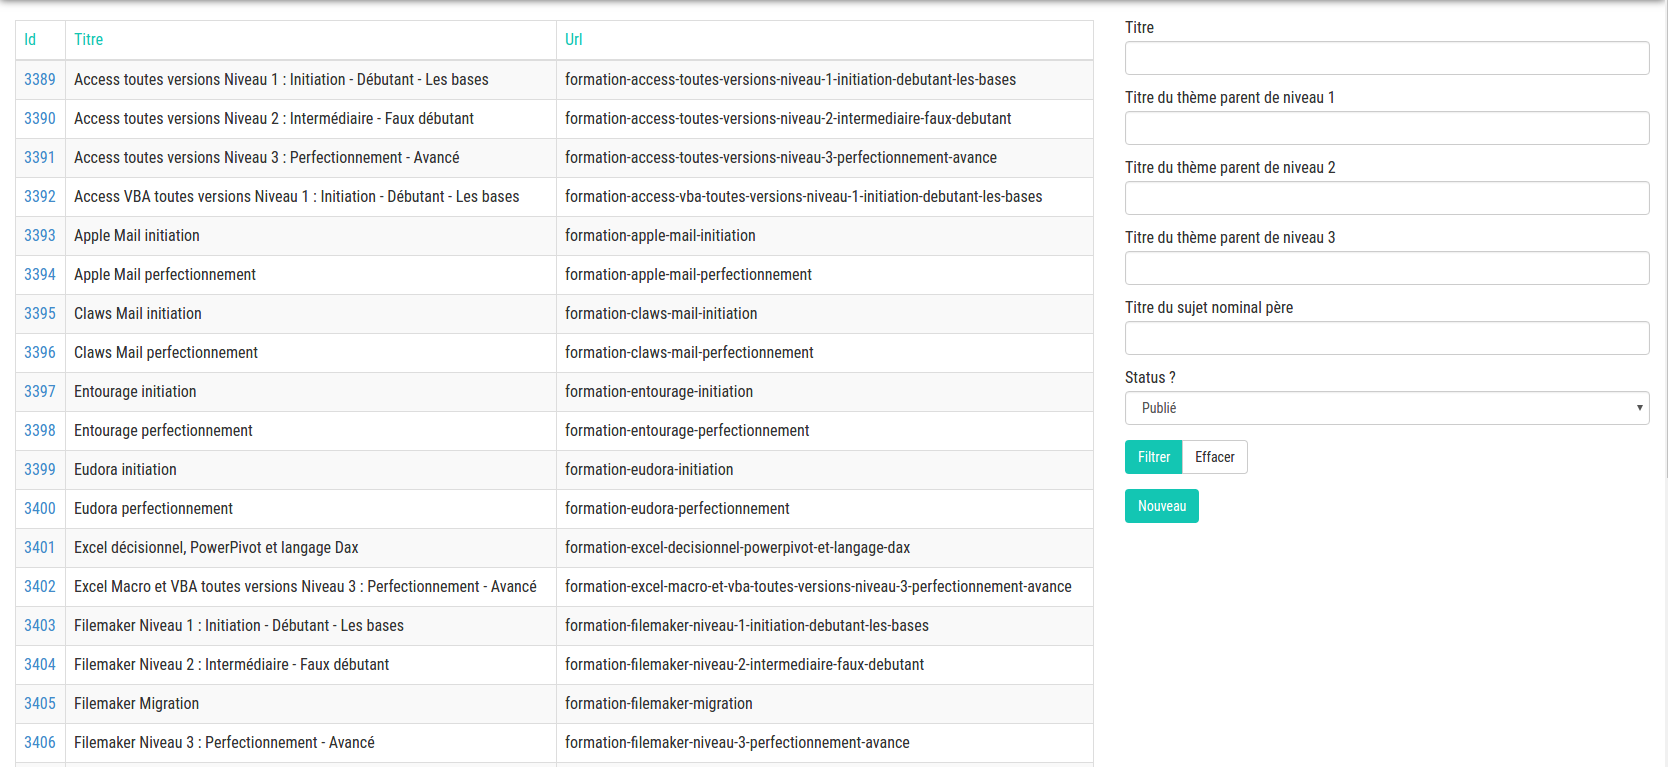 Id Titre Url
3389 Access toutes versions Niveau 1 : Initiation - Débutant - Les bases formation-access-toutes-versions-niveau-1-initiation-debutant-les-bases
3390 Access toutes versions Niveau 2 : Intermédiaire - Faux débutant formation-access-toutes-versions-niveau-2-intermediaire-faux-debutant
3391 Access toutes versions Niveau 3 : Perfectionnement - Avancé formation-access-toutes-versions-niveau-3-perfectionnement-avance
3392 Access VBA toutes versions Niveau 1 : Initiation - Débutant - Les bases formation-access-vba-toutes-versions-niveau-1-initiation-debutant-les-bases
3393 Apple Mail initiation formation-apple-mail-initiation
3394 Apple Mail perfectionnement formation-apple-mail-perfectionnement
3395 Claws Mail initiation formation-claws-mail-initiation
3396 Claws Mail perfectionnement formation-claws-mail-perfectionnement
3397 Entourage initiation formation-entourage-initiation
3398 Entourage perfectionnement formation-entourage-perfectionnement
3399 Eudora initiation formation-eudora-initiation
3400 Eudora perfectionnement formation-eudora-perfectionnement
3401 Excel décisionnel, PowerPivot et langage Dax formation-excel-decisionnel-powerpivot-et-langage-dax
3402 Excel Macro et VBA toutes versions Niveau 3 : Perfectionnement - Avancé formation-excel-macro-et-vba-toutes-versions-niveau-3-perfectionnement-avance
3403 Filemaker Niveau 1 : Initiation - Débutant - Les bases formation-filemaker-niveau-1-initiation-debutant-les-bases
3404 Filemaker Niveau 2 : Intermédiaire - Faux débutant formation-filemaker-niveau-2-intermediaire-faux-debutant
3405 Filemaker Migration formation-filemaker-migration
3406 Filemaker Niveau 3 : Perfectionnement - Avancé formation-filemaker-niveau-3-perfectionnement-avance
Titre
Titre du thème parent de niveau 1
Titre du thème parent de niveau 2
Titre du thème parent de niveau 3
Titre du sujet nominal père
Status ?
Publié
Filtrer Effacer
Nouveau